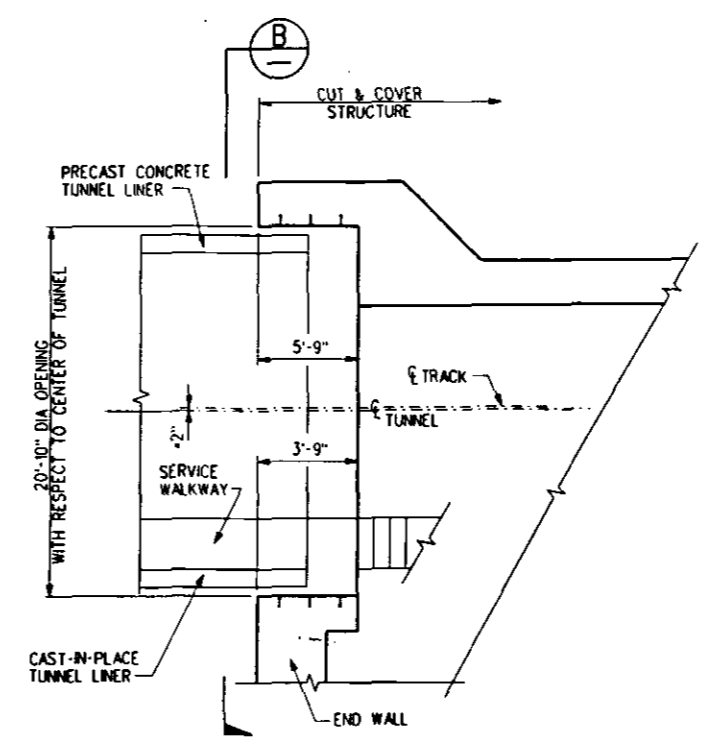 B
CUT & COVER
STRUCTURE
PRECAST CONCRETE
TUNNEL LINER
20'-10" DIA OPENING
WITH RESPECT TO CENTER OF TUNNEL
5'-9"
℄ TRACK
℄ TUNNEL
3'-9"
SERVICE
WALKWAY
CAST-IN-PLACE
TUNNEL LINER
END WALL